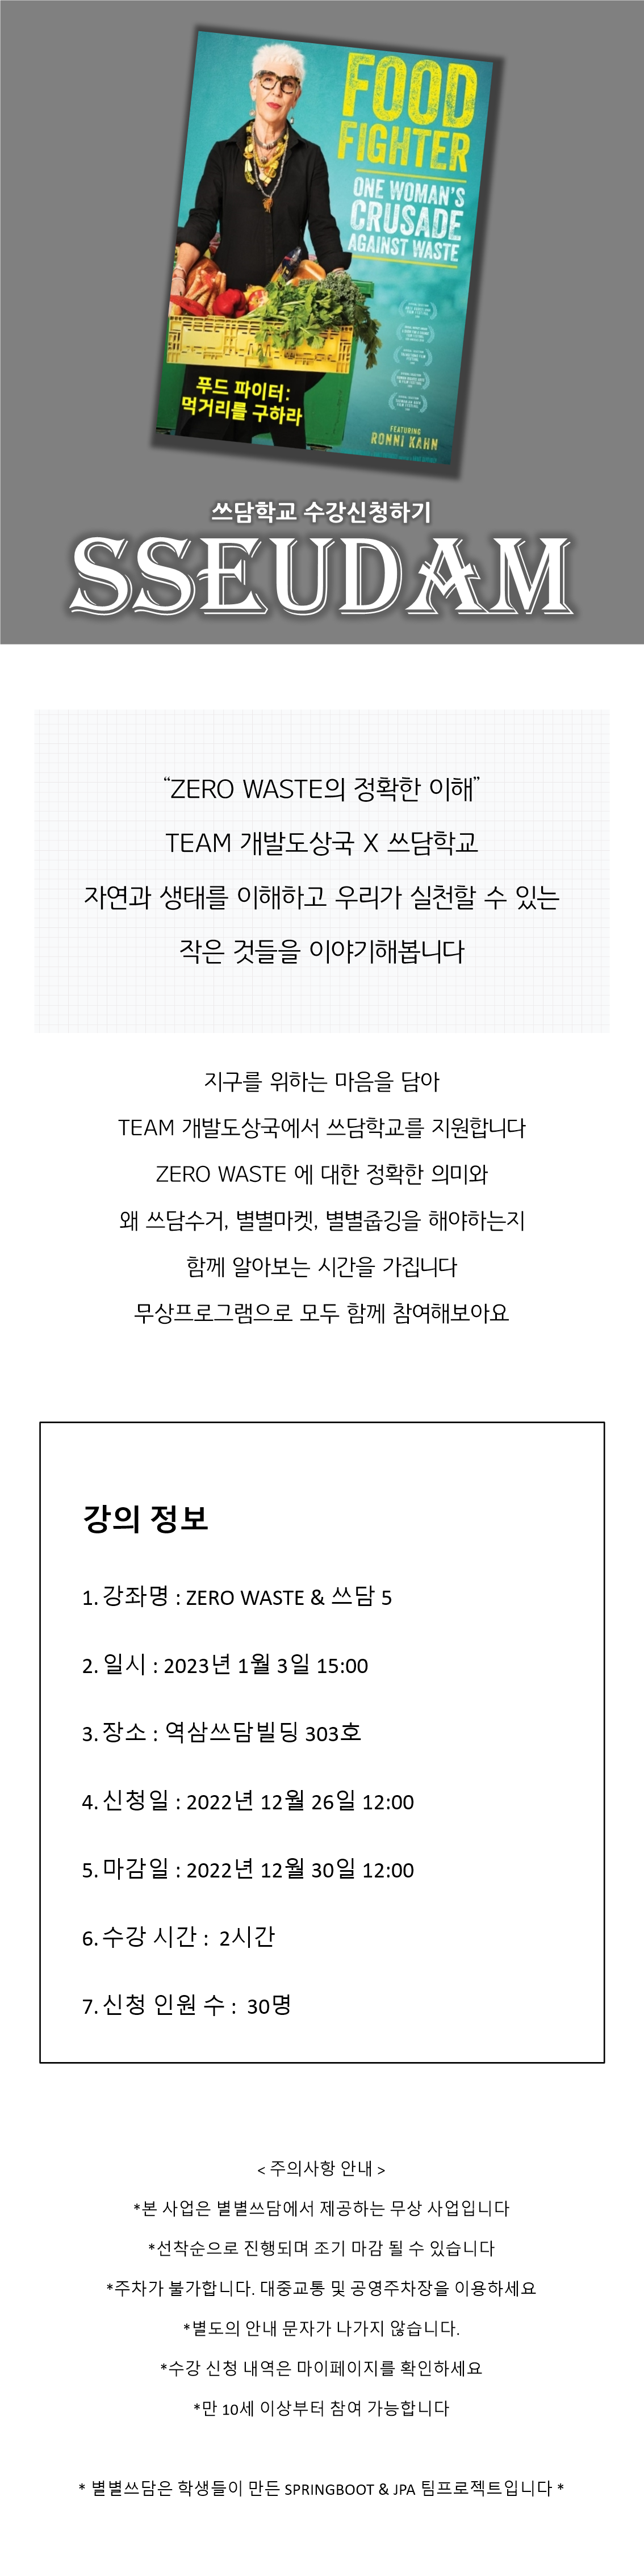 FOOD
FIGHTER
ONE WOMAN'S
CRUSADE
AGAINST WASTE
푸드 파이터:
먹거리를 구하라
FEATURING
RONNI KAHN
쓰담학교 수강신청하기
SSEUDAM
“ZERO WASTE의 정확한 이해”
TEAM 개발도상국 X 쓰담학교
자연과 생태를 이해하고 우리가 실천할 수 있는
작은 것들을 이야기해봅니다
지구를 위하는 마음을 담아
TEAM 개발도상국에서 쓰담학교를 지원합니다
ZERO WASTE 에 대한 정확한 의미와
왜 쓰담수거, 별별마켓, 별별줍깅을 해야하는지
함께 알아보는 시간을 가집니다
무상프로그램으로 모두 함께 참여해보아요
강의 정보
1. 강좌명 : ZERO WASTE & 쓰담 5
2. 일시 : 2023년 1월 3일 15:00
3. 장소 : 역삼쓰담빌딩 303호
4. 신청일 : 2022년 12월 26일 12:00
5. 마감일 : 2022년 12월 30일 12:00
6. 수강 시간 : 2시간
7. 신청 인원 수 : 30명
< 주의사항 안내 >
*본 사업은 별별쓰담에서 제공하는 무상 사업입니다
*선착순으로 진행되며 조기 마감 될 수 있습니다
*주차가 불가합니다. 대중교통 및 공영주차장을 이용하세요
*별도의 안내 문자가 나가지 않습니다.
*수강 신청 내역은 마이페이지를 확인하세요
*만 10세 이상부터 참여 가능합니다
* 별별쓰담은 학생들이 만든 SPRINGBOOT & JPA 팀프로젝트입니다 *